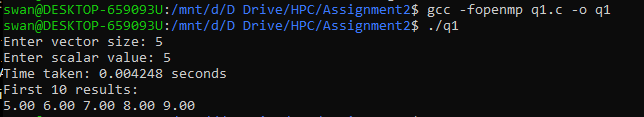 swan@DESKTOP-659093U:/mnt/d/D Drive/HPC/Assignment2$ gcc -fopenmp q1.c -o q1
swan@DESKTOP-659093U:/mnt/d/D Drive/HPC/Assignment2$ ./q1
Enter vector size: 5
Enter scalar value: 5
Time taken: 0.004248 seconds
First 10 results:
5.00 6.00 7.00 8.00 9.00